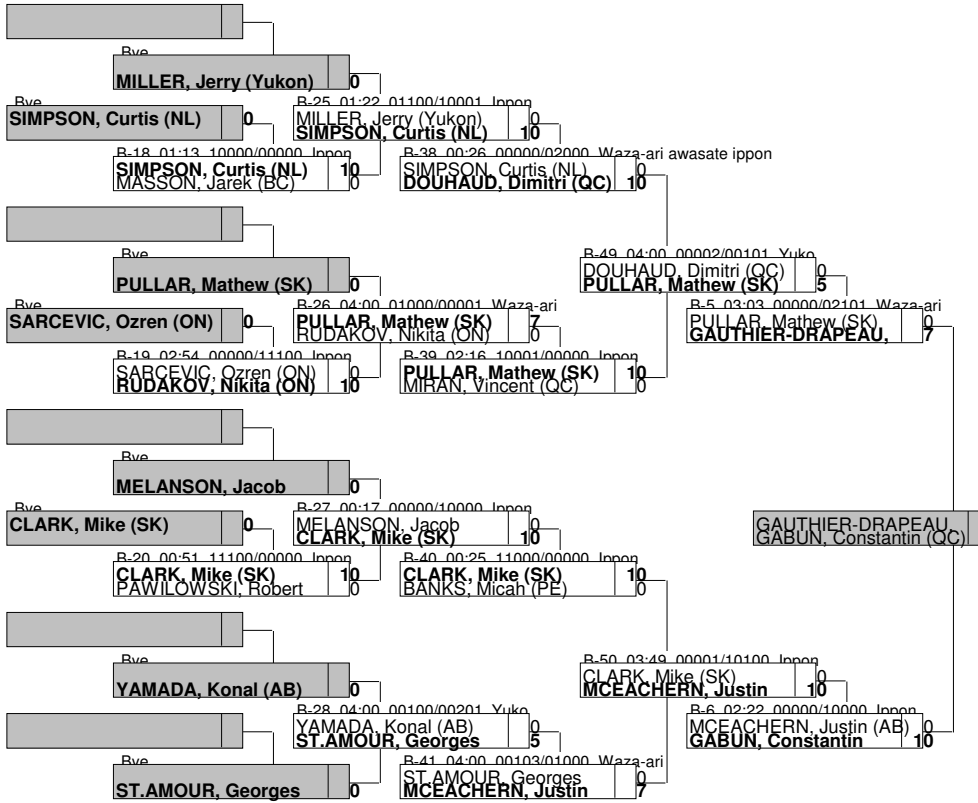 Bye
MILLER, Jerry (Yukon) 0
Bye
SIMPSON, Curtis (NL) 0
B-25 01:22 01100/10001 Ippon
MILLER, Jerry (Yukon) 0
SIMPSON, Curtis (NL) 10
B-18 01:13 10000/00000 Ippon
SIMPSON, Curtis (NL) 10
MASSON, Jarek (BC) 0
B-38 00:26 00000/02000 Waza-ari awasate ippon
SIMPSON, Curtis (NL) 0
DOUHAUD, Dimitri (QC) 10
Bye
PULLAR, Mathew (SK) 0
B-49 04:00 00002/00101 Yuko
DOUHAUD, Dimitri (QC) 0
PULLAR, Mathew (SK) 5
Bye
SARCEVIC, Ozren (ON) 0
B-26 04:00 01000/00001 Waza-ari
PULLAR, Mathew (SK) 7
RUDAKOV, Nikita (ON) 0
B-5 03:03 00000/02101 Waza-ari
PULLAR, Mathew (SK) 0
GAUTHIER-DRAPEAU, 7
B-19 02:54 00000/11100 Ippon
SARCEVIC, Ozren (ON) 0
RUDAKOV, Nikita (ON) 10
B-39 02:16 10001/00000 Ippon
PULLAR, Mathew (SK) 10
MIRAN, Vincent (QC) 0
Bye
MELANSON, Jacob 0
Bye
CLARK, Mike (SK) 0
B-27 00:17 00000/10000 Ippon
MELANSON, Jacob 0
CLARK, Mike (SK) 10
GAUTHIER-DRAPEAU,
GABUN, Constantin (QC)
B-20 00:51 11100/00000 Ippon
CLARK, Mike (SK) 10
PAWILOWSKI, Robert 0
B-40 00:25 11000/00000 Ippon
CLARK, Mike (SK) 10
BANKS, Micah (PE) 0
Bye
YAMADA, Konal (AB) 0
B-50 03:49 00001/10100 Ippon
CLARK, Mike (SK) 0
MCEACHERN, Justin 10
B-28 04:00 00100/00201 Yuko
YAMADA, Konal (AB) 0
ST.AMOUR, Georges 5
B-6 02:22 00000/10000 Ippon
MCEACHERN, Justin (AB) 0
GABUN, Constantin 10
Bye
ST.AMOUR, Georges 0
B-41 04:00 00103/01000 Waza-ari
ST.AMOUR, Georges 0
MCEACHERN, Justin 7